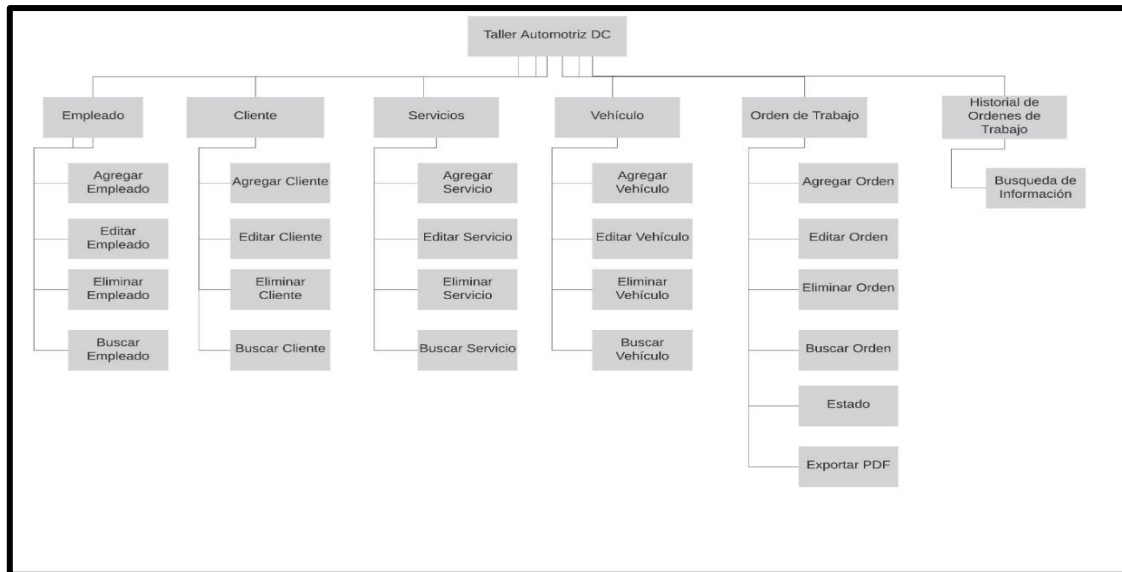 Taller Automotriz DC
Empleado
Cliente
Servicios
Vehículo
Orden de Trabajo
Historial de
Ordenes de
Trabajo
Agregar
Empleado
Editar
Empleado
Eliminar
Empleado
Buscar
Empleado
Agregar Cliente
Editar Cliente
Eliminar
Cliente
Buscar Cliente
Agregar
Servicio
Editar Servicio
Eliminar
Servicio
Buscar Servicio
Agregar
Vehículo
Editar Vehículo
Eliminar
Vehículo
Buscar
Vehículo
Agregar Orden
Editar Orden
Eliminar Orden
Buscar Orden
Estado
Exportar PDF
Busqueda de
Información